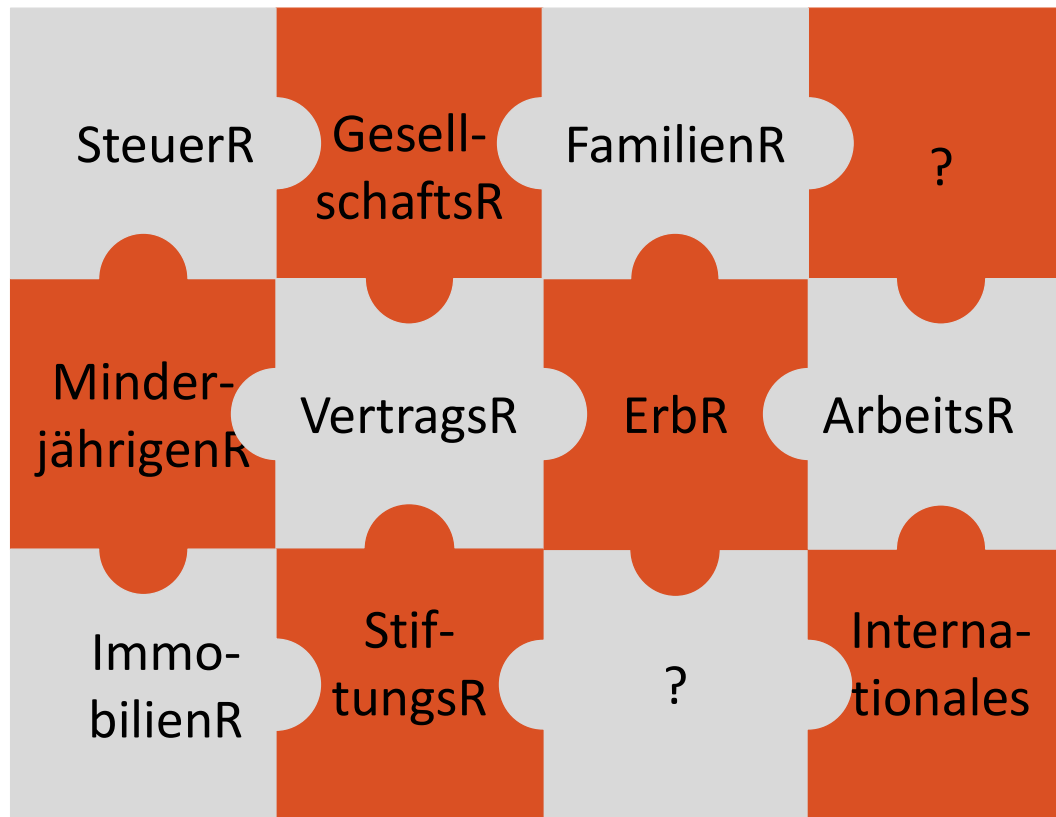 SteuerR
Gesell-
schaftsR
FamilienR
?
Minder-
jährigenR
VertragsR
ErbR
ArbeitsR
Immo-
bilienR
Stif-
tungsR
?
Interna-
tionales